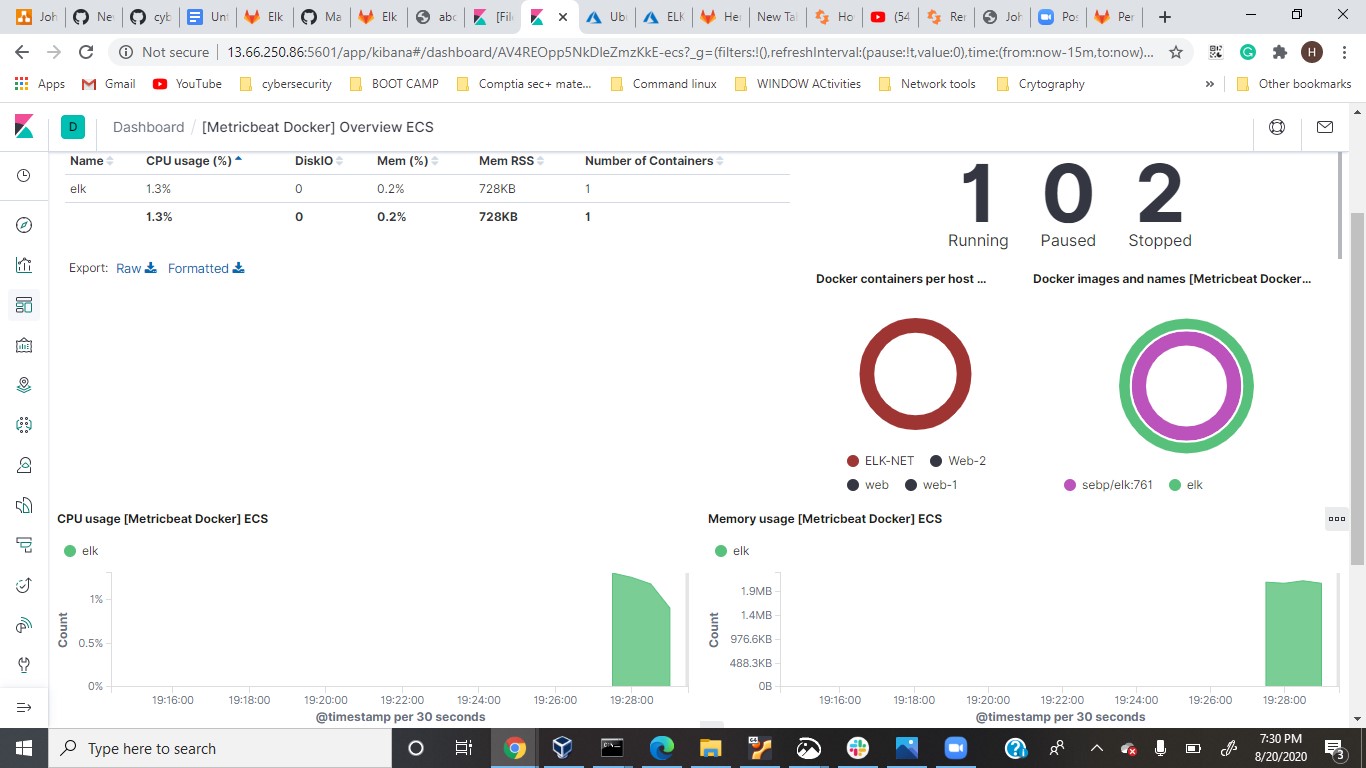 Joh
Ne
cyb
Unt
Elk
Ma
Elk
abo
[File
Ub
ELK
He
New Ta
Ho
(54
Re
Joh
Po
Per
Not secure
13.66.250.86:5601/app/kibana#/dashboard/AV4REOpp5NkDleZmzKkE-ecs?_g=(filters:!(),refreshInterval:(pause:!t,value:0),time:(from:now-15m,to:now)...
H
Apps
Gmail
YouTube
cybersecurity
BOOT CAMP
Comptia sec+ mate...
Command linux
WINDOW ACtivities
Network tools
Crytography
»
Other bookmarks
D
Dashboard / [Metricbeat Docker] Overview ECS
Name CPU usage (%) DiskIO Mem (%) Mem RSS Number of Containers
elk 1.3% 0 0.2% 728KB 1
1.3% 0 0.2% 728KB 1
Export: Raw Formatted
1 0 2
Running Paused Stopped
Docker containers per host ...
ELK-NET Web-2
web web-1
Docker images and names [Metricbeat Docker...
sebp/elk:761 elk
CPU usage [Metricbeat Docker] ECS
elk
Count
1%
0.5%
0%
19:16:00 19:18:00 19:20:00 19:22:00 19:24:00 19:26:00 19:28:00
@timestamp per 30 seconds
Memory usage [Metricbeat Docker] ECS
elk
Count
1.9MB
1.4MB
976.6KB
488.3KB
0B
19:16:00 19:18:00 19:20:00 19:22:00 19:24:00 19:26:00 19:28:00
@timestamp per 30 seconds
Type here to search
7:30 PM
8/20/2020
3